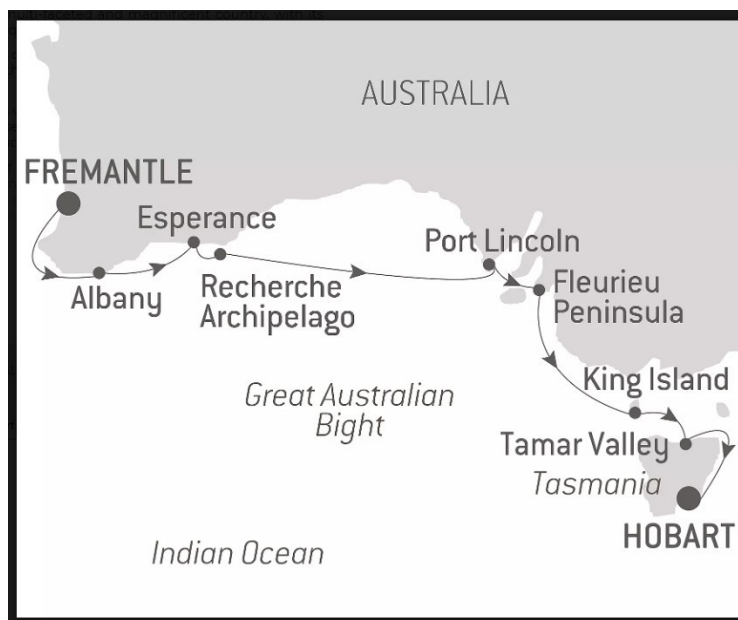 AUSTRALIA
FREMANTLE
Esperance
Port Lincoln
Albany
Recherche
Archipelago
Fleurieu
Peninsula
King Island
Great Australian
Bight
Tamar Valley
Tasmania
HOBART
Indian Ocean